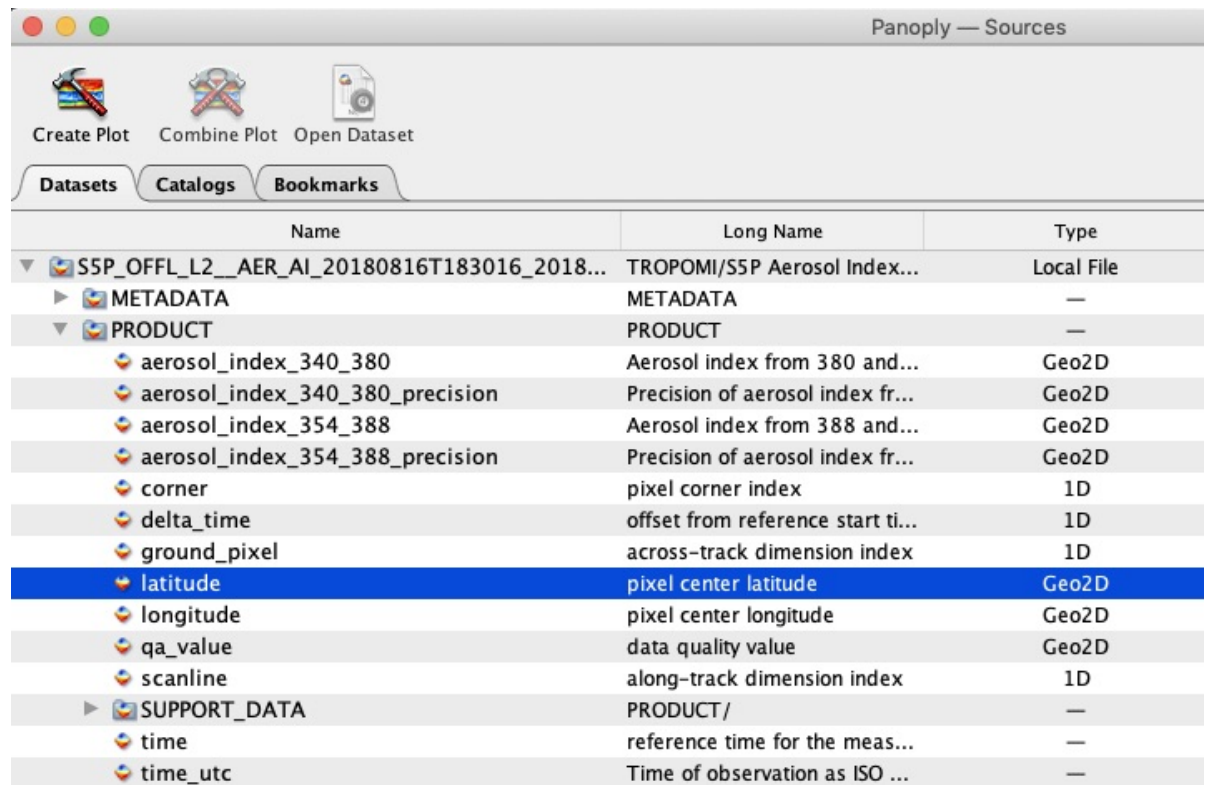 Panoply — Sources
Create Plot Combine Plot Open Dataset
Datasets Catalogs Bookmarks
Name Long Name Type
S5P_OFFL_L2__AER_AI_20180816T183016_2018... TROPOMI/S5P Aerosol Index... Local File
METADATA METADATA —
PRODUCT PRODUCT —
aerosol_index_340_380 Aerosol index from 380 and... Geo2D
aerosol_index_340_380_precision Precision of aerosol index fr... Geo2D
aerosol_index_354_388 Aerosol index from 388 and... Geo2D
aerosol_index_354_388_precision Precision of aerosol index fr... Geo2D
corner pixel corner index 1D
delta_time offset from reference start ti... 1D
ground_pixel across-track dimension index 1D
latitude pixel center latitude Geo2D
longitude pixel center longitude Geo2D
qa_value data quality value Geo2D
scanline along-track dimension index 1D
SUPPORT_DATA PRODUCT/ —
time reference time for the meas... —
time_utc Time of observation as ISO ... —